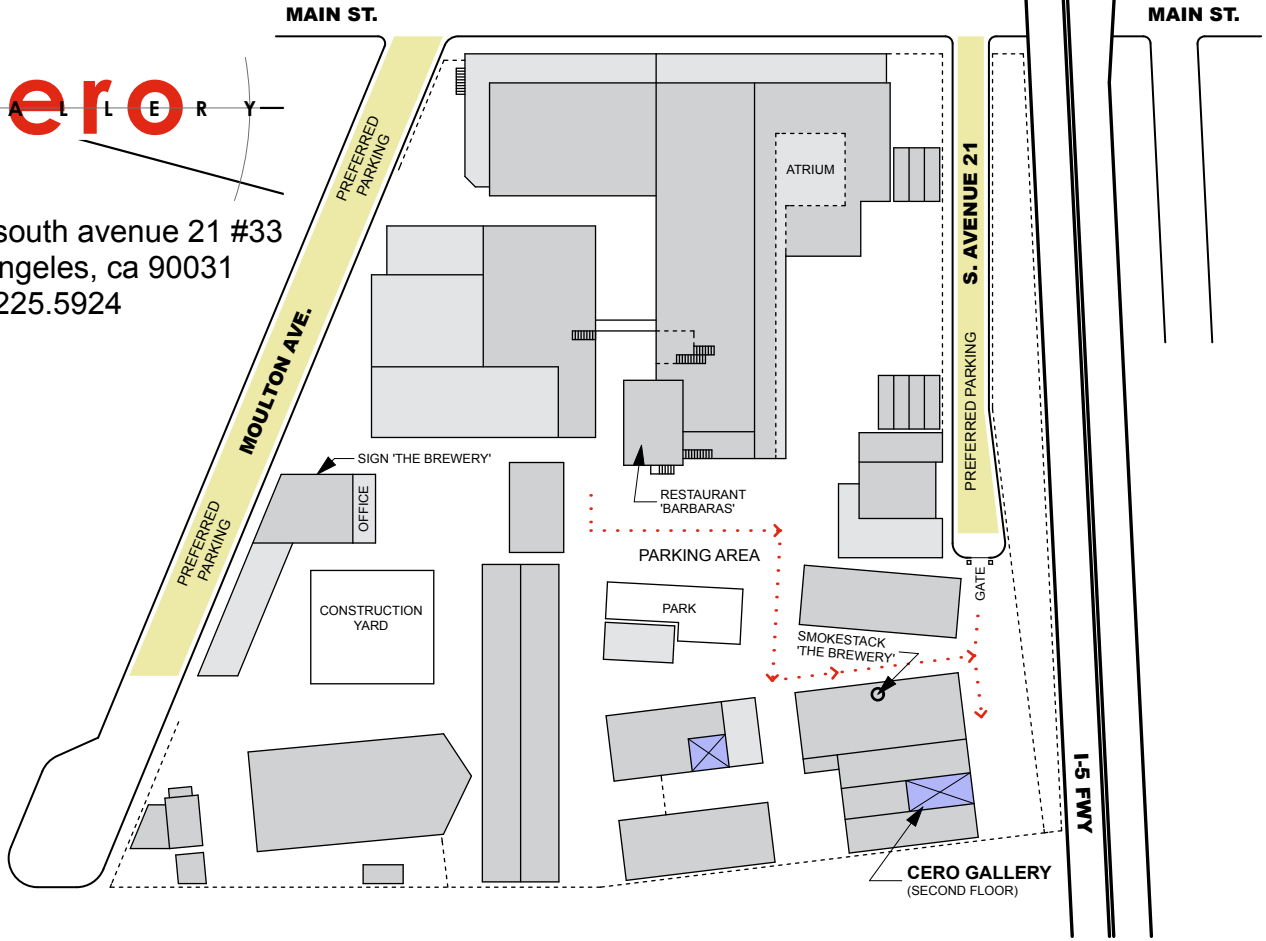 MAIN ST.
MAIN ST.
ero
A L L E R Y
south avenue 21 #33
ngeles, ca 90031
225.5924
PREFERRED
PARKING
ATRIUM
S. AVENUE 21
MOULTON AVE.
PREFERRED PARKING
SIGN 'THE BREWERY'
OFFICE
RESTAURANT
'BARBARAS'
PREFERRED
PARKING
PARKING AREA
GATE
CONSTRUCTION
YARD
PARK
SMOKESTACK
'THE BREWERY'
I-5 FWY
CERO GALLERY
(SECOND FLOOR)